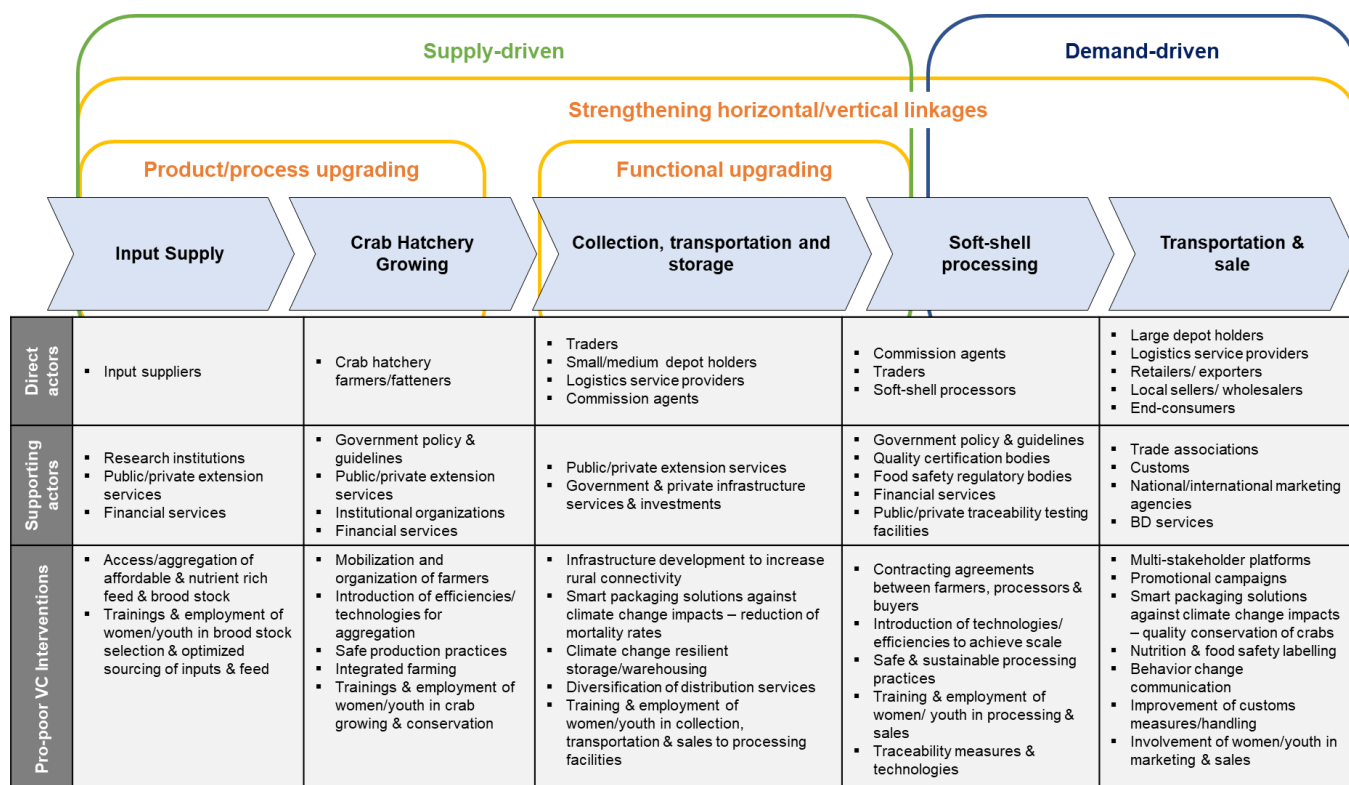 Supply-driven
Demand-driven
Strengthening horizontal/vertical linkages
Product/process upgrading
Functional upgrading
Input Supply
Crab Hatchery
Growing
Collection, transportation and
storage
Soft-shell
processing
Transportation &
sale
Direct
actors
▪ Input suppliers
▪ Crab hatchery
farmers/fatteners
▪ Traders
▪ Small/medium depot holders
▪ Logistics service providers
▪ Commission agents
▪ Commission agents
▪ Traders
▪ Soft-shell processors
▪ Large depot holders
▪ Logistics service providers
▪ Retailers/ exporters
▪ Local sellers/ wholesalers
▪ End-consumers
Supporting
actors
▪ Research institutions
▪ Public/private extension
services
▪ Financial services
▪ Government policy &
guidelines
▪ Public/private extension
services
▪ Institutional organizations
▪ Financial services
▪ Public/private extension services
▪ Government & private infrastructure
services & investments
▪ Government policy & guidelines
▪ Quality certification bodies
▪ Food safety regulatory bodies
▪ Financial services
▪ Public/private traceability testing
facilities
▪ Trade associations
▪ Customs
▪ National/international marketing
agencies
▪ BD services
Pro-poor VC Interventions
▪ Access/aggregation of
affordable & nutrient rich
feed & brood stock
▪ Trainings & employment of
women/youth in brood stock
selection & optimized
sourcing of inputs & feed
▪ Mobilization and
organization of farmers
▪ Introduction of efficiencies/
technologies for
aggregation
▪ Safe production practices
▪ Integrated farming
▪ Trainings & employment of
women/youth in crab
growing & conservation
▪ Infrastructure development to increase
rural connectivity
▪ Smart packaging solutions against
climate change impacts – reduction of
mortality rates
▪ Climate change resilient
storage/warehousing
▪ Diversification of distribution services
▪ Training & employment of
women/youth in collection,
transportation & sales to processing
facilities
▪ Contracting agreements
between farmers, processors &
buyers
▪ Introduction of technologies/
efficiencies to achieve scale
▪ Safe & sustainable processing
practices
▪ Training & employment of
women/ youth in processing &
sales
▪ Traceability measures &
technologies
▪ Multi-stakeholder platforms
▪ Promotional campaigns
▪ Smart packaging solutions
against climate change impacts
– quality conservation of crabs
▪ Nutrition & food safety labelling
▪ Behavior change
communication
▪ Improvement of customs
measures/handling
▪ Involvement of women/youth in
marketing & sales